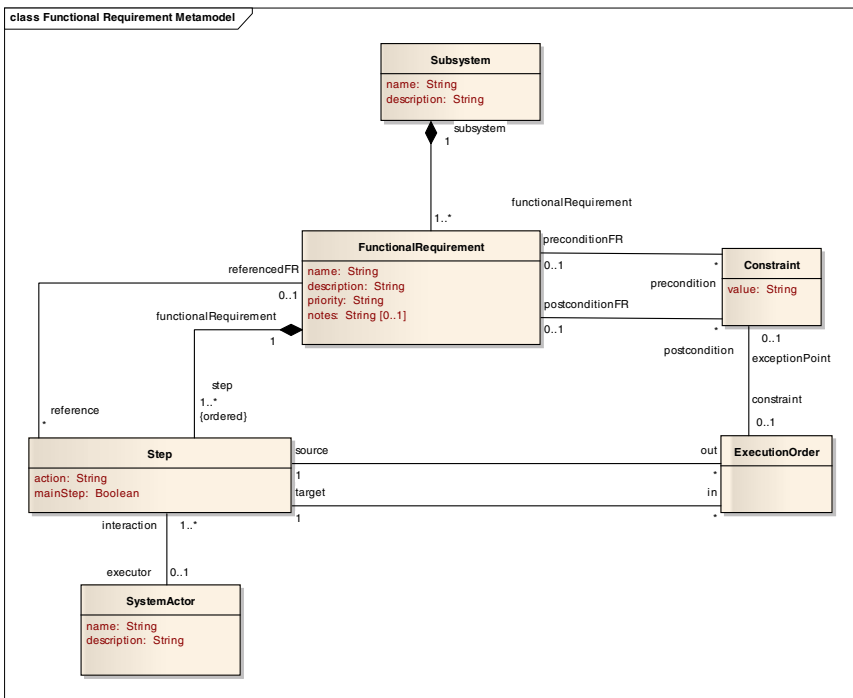 class Functional Requirement Metamodel
Subsystem
name: String
description: String
subsystem
1
1..*
functionalRequirement
FunctionalRequirement
name: String
description: String
priority: String
notes: String [0..1]
preconditionFR
0..1
*
precondition
postconditionFR
0..1
*
postcondition
Constraint
value: String
0..1
exceptionPoint
constraint
0..1
referencedFR
0..1
functionalRequirement
1
step
1..*
{ordered}
reference
*
Step
action: String
mainStep: Boolean
source
1
out
*
target
1
in
*
ExecutionOrder
interaction
1..*
executor
0..1
SystemActor
name: String
description: String